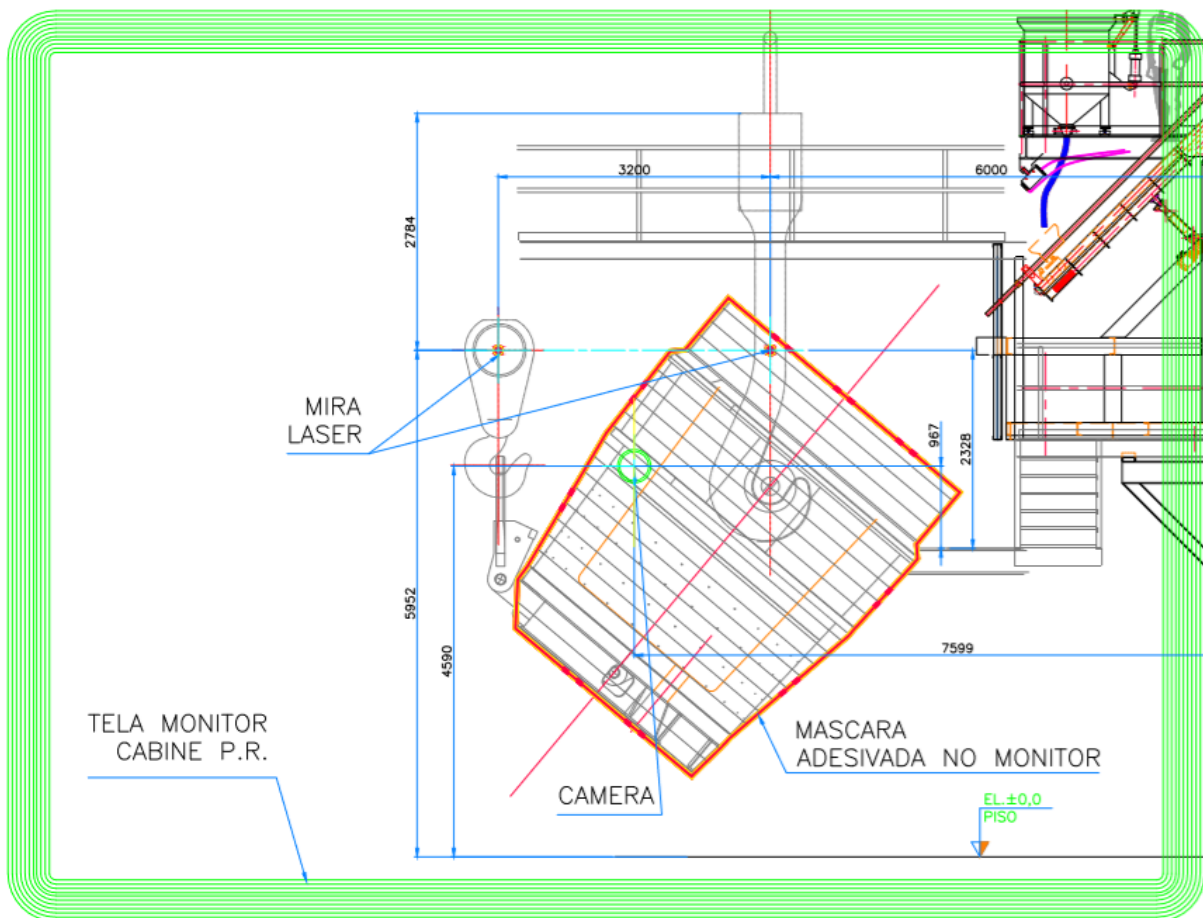 3200
6000
2784
MIRA
LASER
967
2328
5952
4590
7599
TELA MONITOR
CABINE P.R.
MASCARA
ADESIVADA NO MONITOR
CAMERA
EL.±0,0
PISO